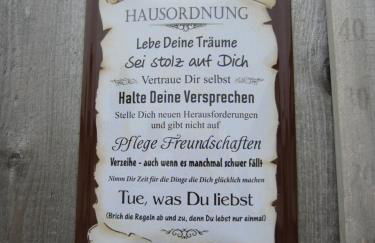 HAUSORDNUNG
Lebe Deine Träume
Sei stolz auf Dich
Vertraue Dir selbst
Halte Deine Versprechen
Stelle Dich neuen Herausforderungen
und gibt nicht auf
Pflege Freundschaften
Verzeihe - auch wenn es manchmal schwer fällt
Nimm Dir Zeit für die Dinge die Dich glücklich machen
Tue, was Du liebst
(Brich die Regeln ab und zu, denn Du lebst nur einmal)